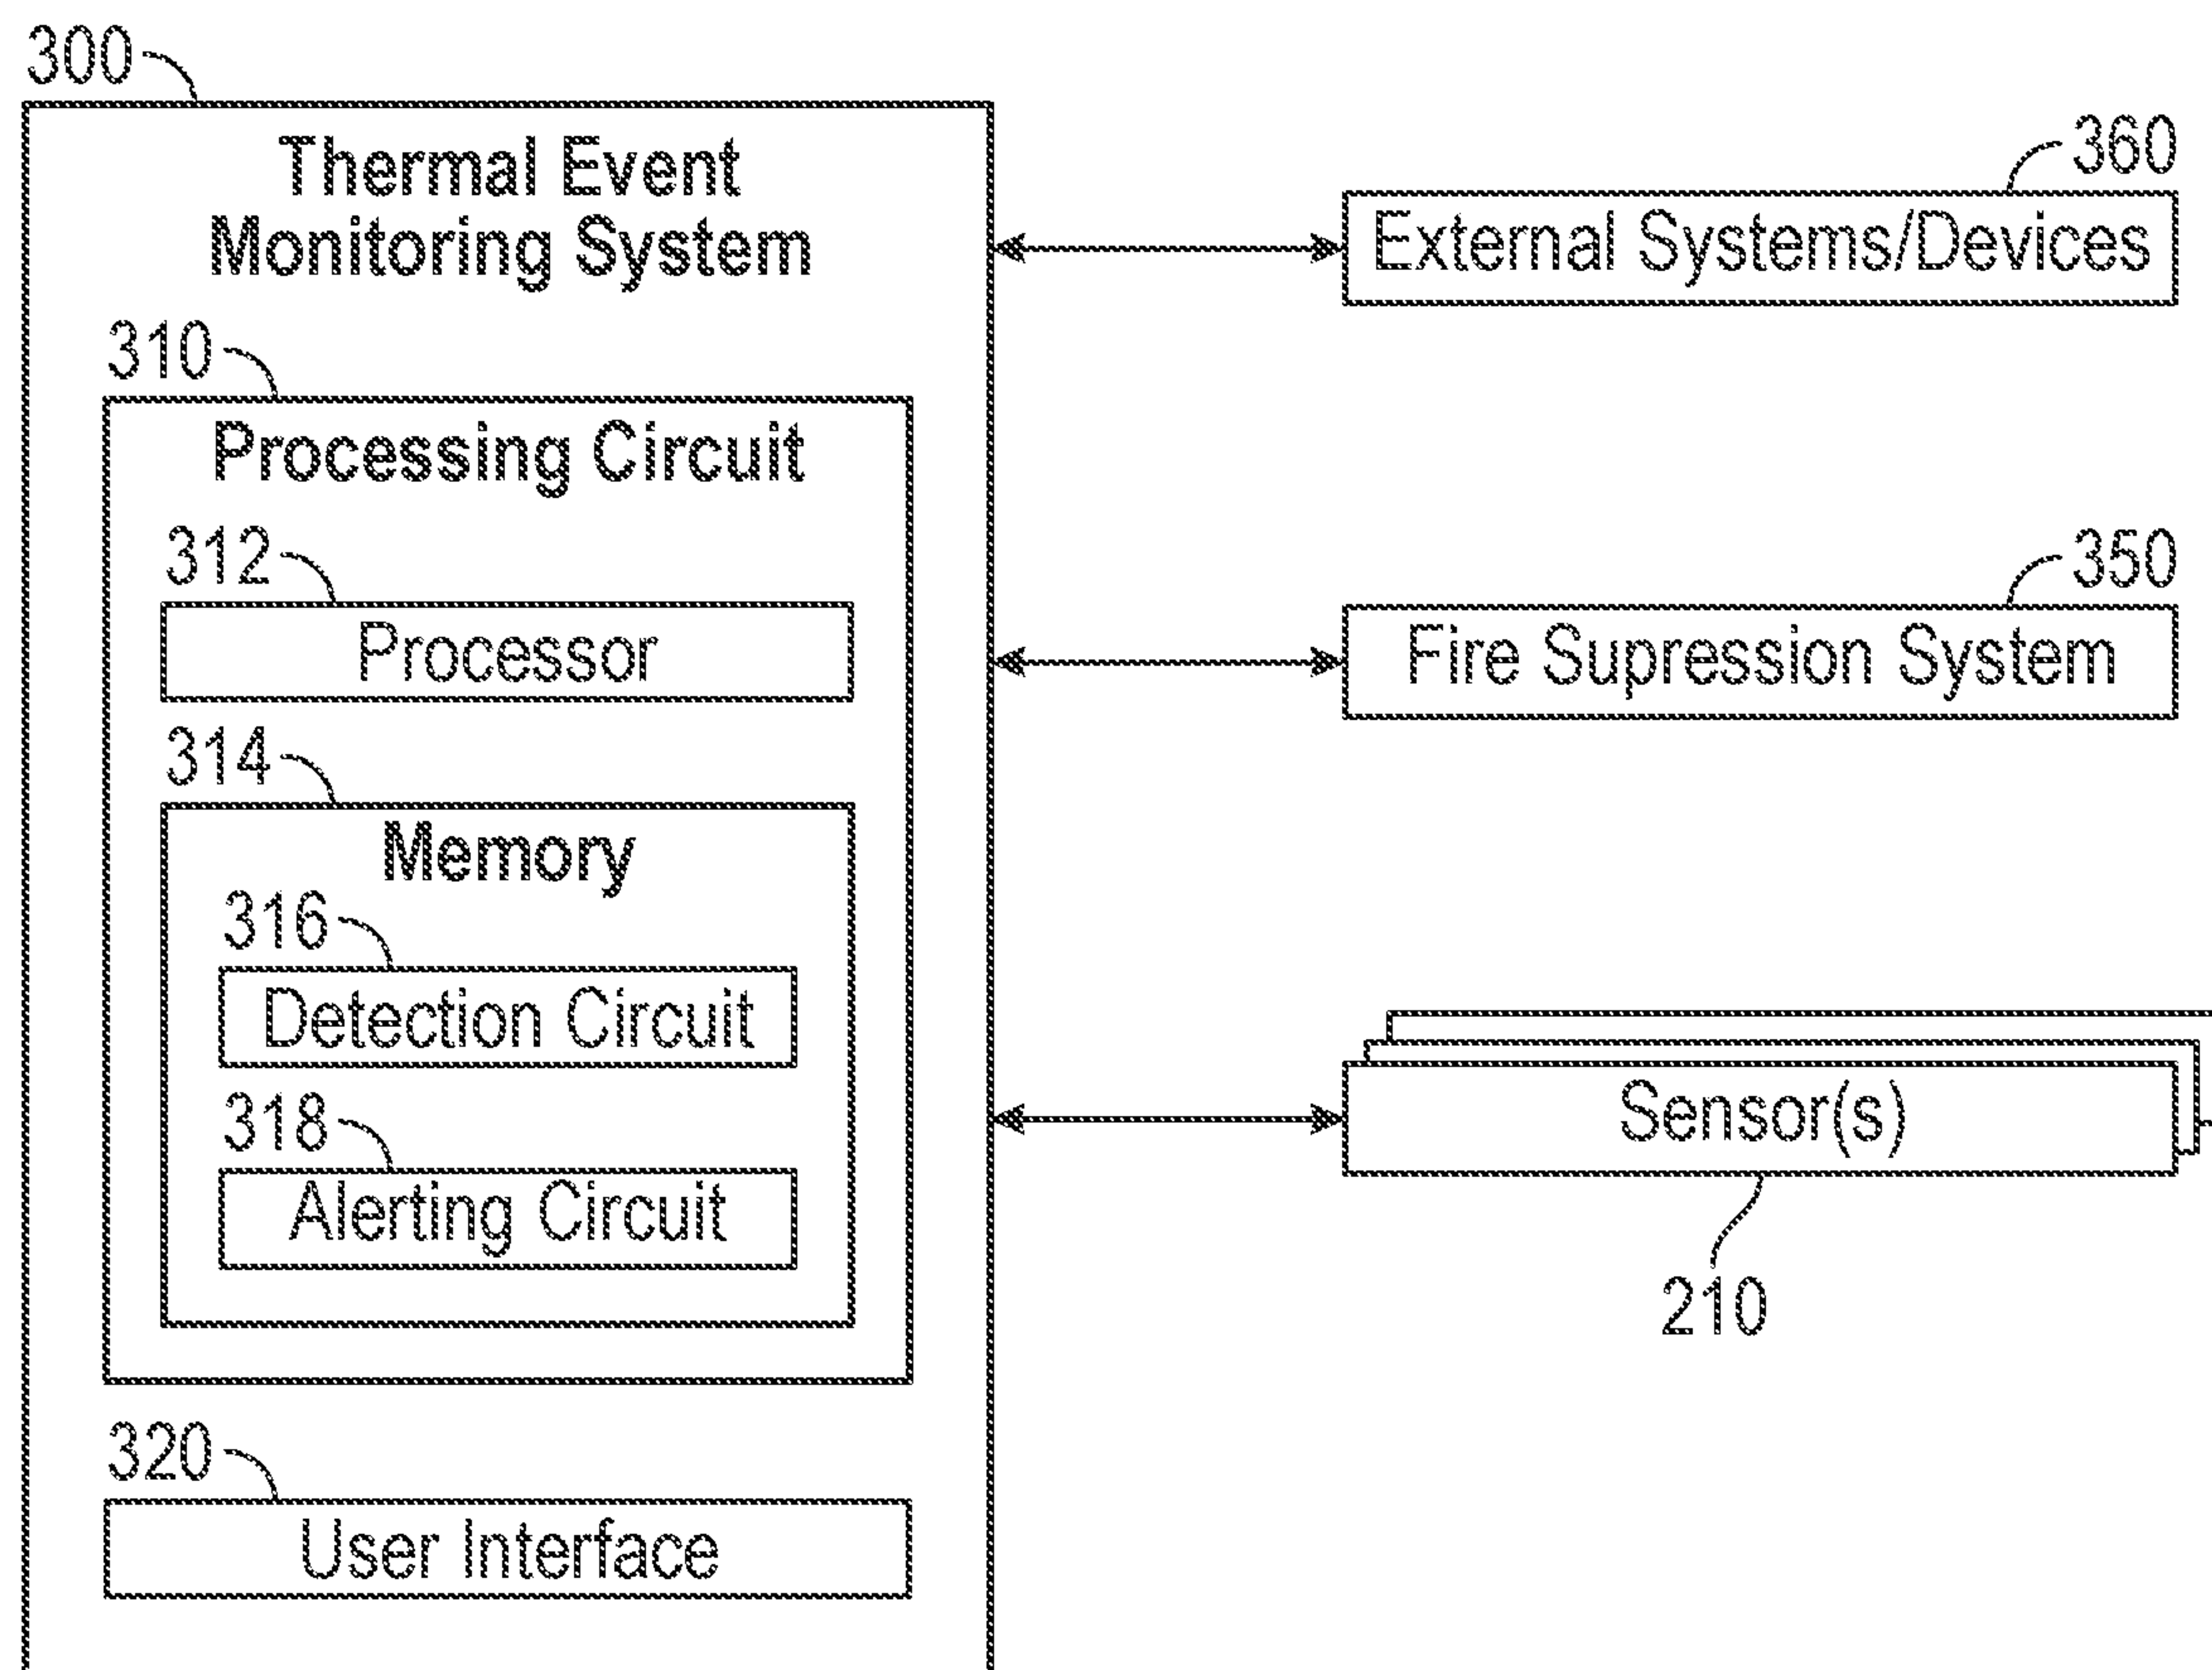 300
Thermal Event
Monitoring System
310
Processing Circuit
312
Processor
314
Memory
316
Detection Circuit
318
Alerting Circuit
320
User Interface
360
External Systems/Devices
350
Fire Supression System
Sensor(s)
210